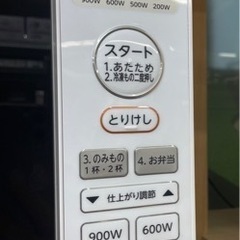 900W 600W 500W 200W
スタート
1.あたため
2.冷凍もの二度押し
とりけし
3.のみもの
1杯・2杯
4.お弁当
仕上がり調節
900W
600W